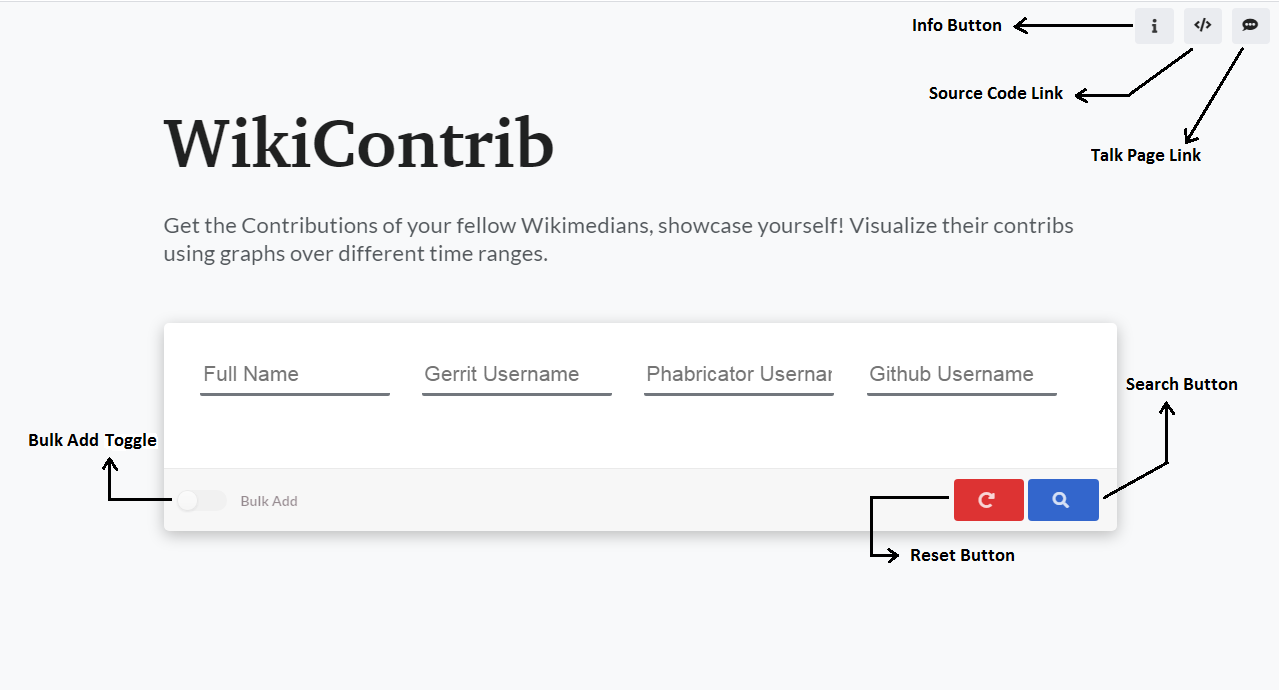 Info Button
Source Code Link
Talk Page Link
WikiContrib
Get the Contributions of your fellow Wikimedians, showcase yourself! Visualize their contribs
using graphs over different time ranges.
Full Name
Gerrit Username
Phabricator Usernar
Github Username
Search Button
Bulk Add Toggle
Bulk Add
Reset Button